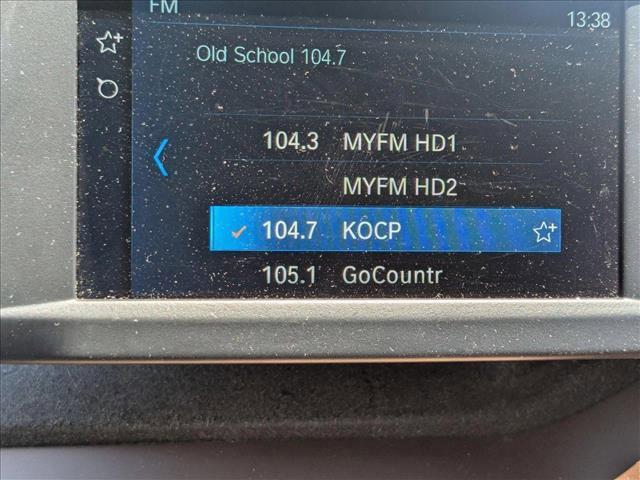 FM
13:38
Old School 104.7
104.3 MYFM HD1
MYFM HD2
104.7 KOCP
105.1 GoCountr